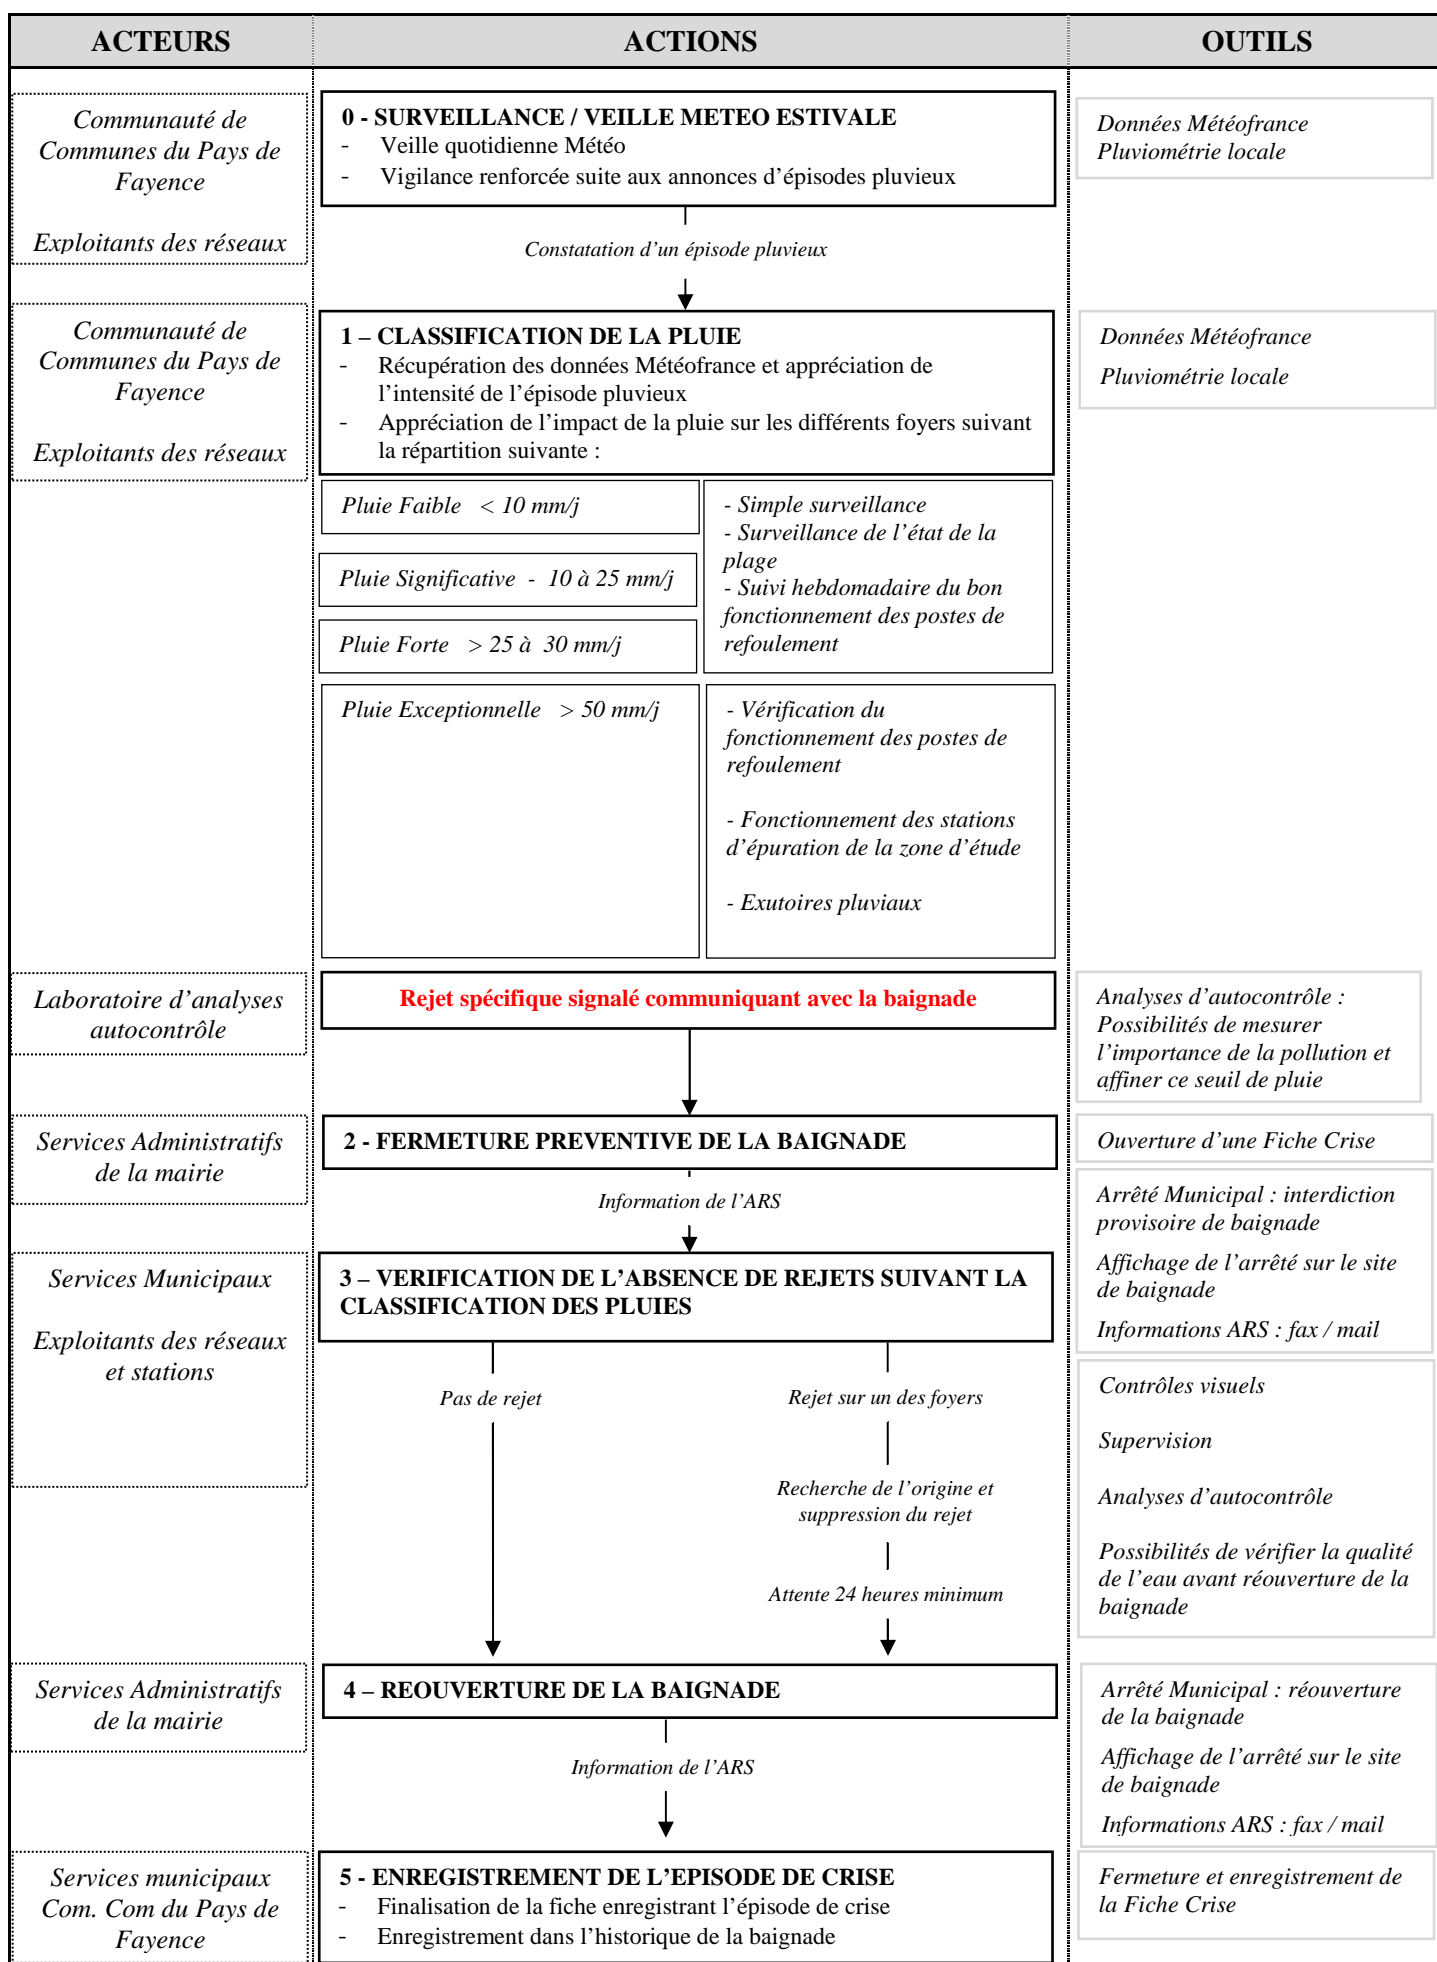 ACTEURS
ACTIONS
OUTILS
Communauté de
Communes du Pays de
Fayence
Exploitants des réseaux
0 - SURVEILLANCE / VEILLE METEO ESTIVALE
- Veille quotidienne Météo
- Vigilance renforcée suite aux annonces d’épisodes pluvieux
Données Météofrance
Pluviométrie locale
Constatation d’un épisode pluvieux
Communauté de
Communes du Pays de
Fayence
Exploitants des réseaux
1 – CLASSIFICATION DE LA PLUIE
- Récupération des données Météofrance et appréciation de
l’intensité de l’épisode pluvieux
- Appréciation de l’impact de la pluie sur les différents foyers suivant
la répartition suivante :
Données Météofrance
Pluviométrie locale
Pluie Faible < 10 mm/j
Pluie Significative - 10 à 25 mm/j
Pluie Forte > 25 à 30 mm/j
- Simple surveillance
- Surveillance de l’état de la
plage
- Suivi hebdomadaire du bon
fonctionnement des postes de
refoulement
Pluie Exceptionnelle > 50 mm/j
- Vérification du
fonctionnement des postes de
refoulement
- Fonctionnement des stations
d’épuration de la zone d’étude
- Exutoires pluviaux
Laboratoire d’analyses
autocontrôle
Rejet spécifique signalé communiquant avec la baignade
Analyses d’autocontrôle :
Possibilités de mesurer
l’importance de la pollution et
affiner ce seuil de pluie
Services Administratifs
de la mairie
2 - FERMETURE PREVENTIVE DE LA BAIGNADE
Ouverture d’une Fiche Crise
Information de l’ARS
Arrêté Municipal : interdiction
provisoire de baignade
Affichage de l’arrêté sur le site
de baignade
Informations ARS : fax / mail
Services Municipaux
Exploitants des réseaux
et stations
3 – VERIFICATION DE L’ABSENCE DE REJETS SUIVANT LA
CLASSIFICATION DES PLUIES
Pas de rejet
Rejet sur un des foyers
Recherche de l’origine et
suppression du rejet
Attente 24 heures minimum
Contrôles visuels
Supervision
Analyses d’autocontrôle
Possibilités de vérifier la qualité
de l’eau avant réouverture de la
baignade
Services Administratifs
de la mairie
4 – REOUVERTURE DE LA BAIGNADE
Information de l’ARS
Arrêté Municipal : réouverture
de la baignade
Affichage de l’arrêté sur le site
de baignade
Informations ARS : fax / mail
Services municipaux
Com. Com du Pays de
Fayence
5 - ENREGISTREMENT DE L’EPISODE DE CRISE
- Finalisation de la fiche enregistrant l’épisode de crise
- Enregistrement dans l’historique de la baignade
Fermeture et enregistrement de
la Fiche Crise